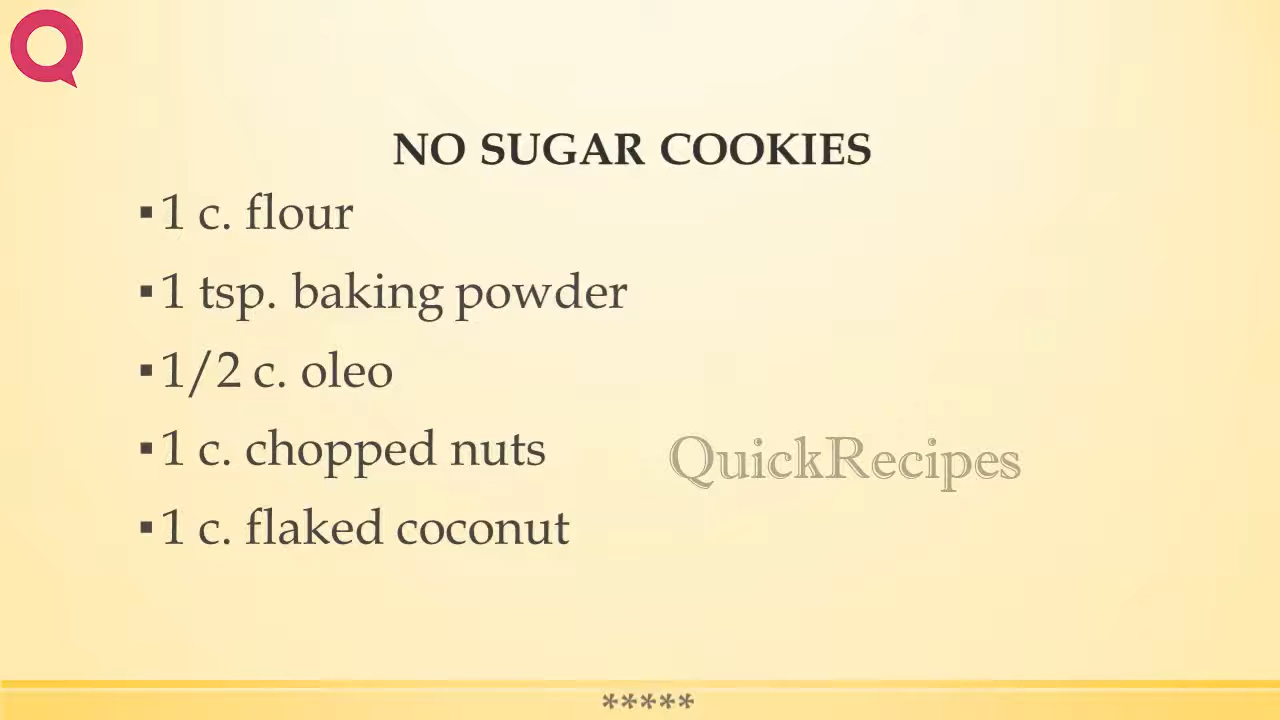 NO SUGAR COOKIES
▪1 c. flour
▪1 tsp. baking powder
▪1/2 c. oleo
▪1 c. chopped nuts
QuickRecipes
▪1 c. flaked coconut
*****